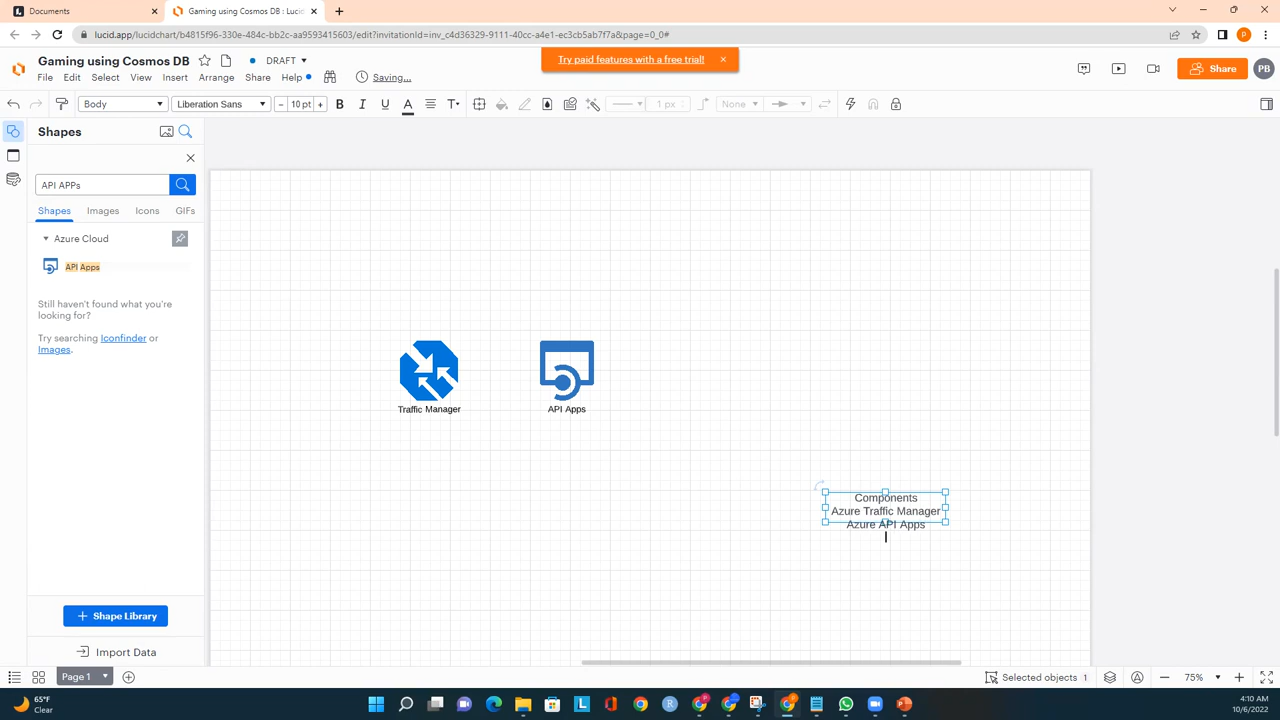 Documents
Gaming using Cosmos DB : Lucid
lucid.app/lucidchart/b4815f96-330e-484c-bb2c-aa9593415603/edit?invitationId=inv_c4d36329-9111-40cc-a4e1-ec3cb5ab7f7a&page=0_0#
P
Gaming using Cosmos DB
DRAFT
Try paid features with a free trial!
Share
PB
File Edit Select View Insert Arrange Share Help
Saving...
Body
Liberation Sans
10 pt
B I U A T
1 px
None
Shapes
API APPs
Shapes Images Icons GIFs
Azure Cloud
API Apps
Still haven't found what you're
looking for?
Try searching Iconfinder or
Images.
Traffic Manager
API Apps
Components
Azure Traffic Manager
Azure API Apps
Shape Library
Import Data
Page 1
Selected objects 1
75%
65°F
Clear
4:10 AM
10/6/2022